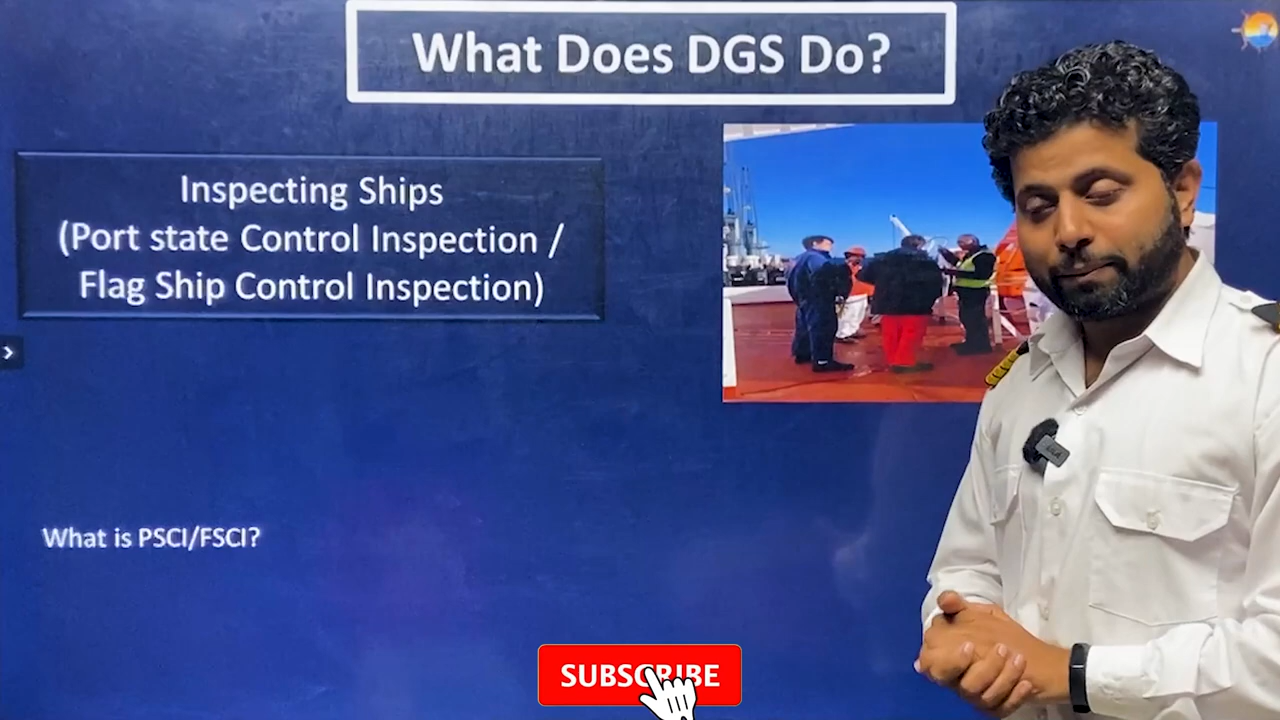 What Does DGS Do?
Inspecting Ships
(Port state Control Inspection /
Flag Ship Control Inspection)
What is PSCI/FSCI?
SUBSCRIBE